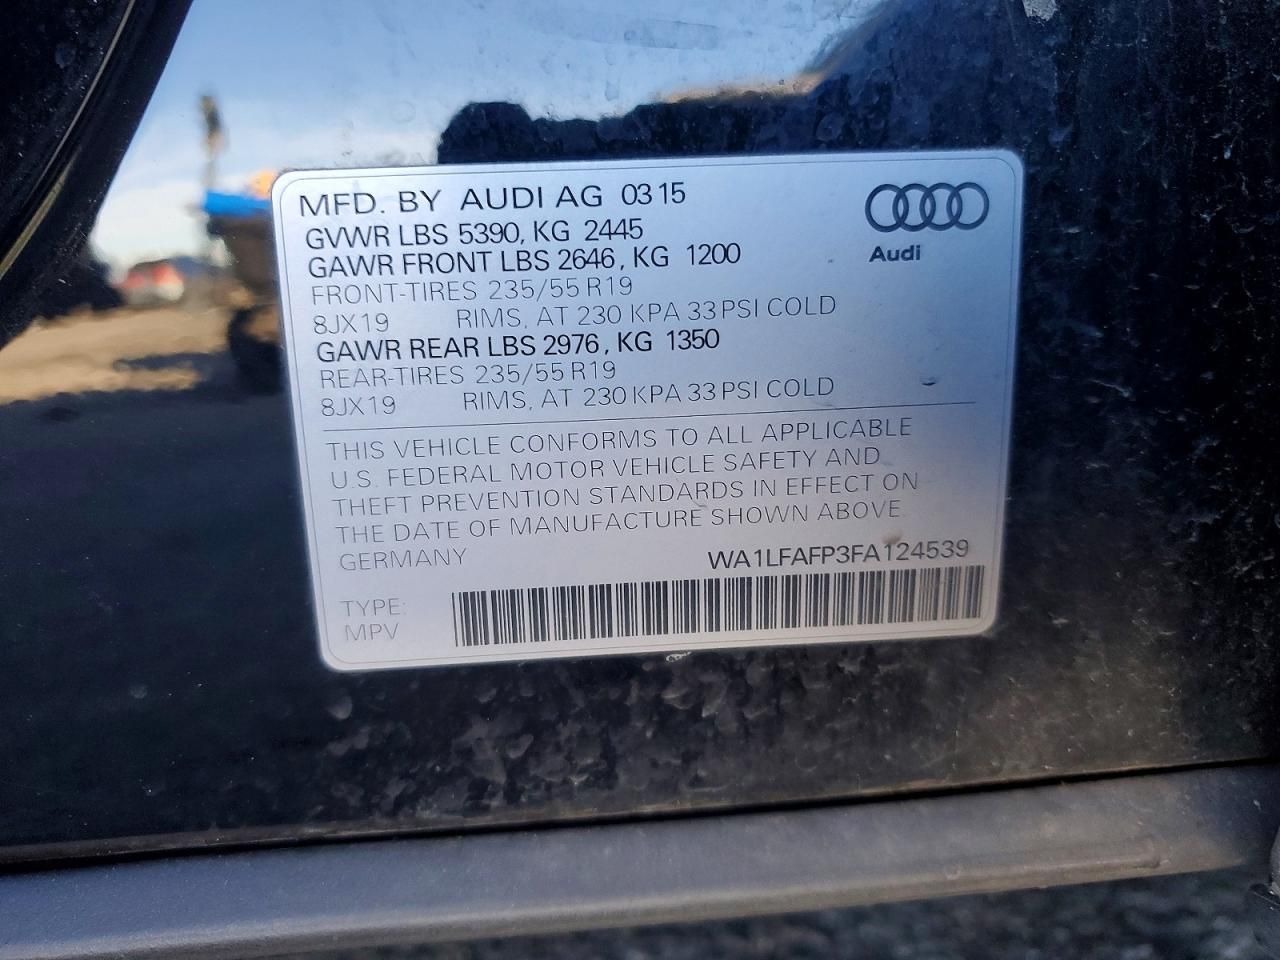 MFD. BY AUDI AG 0315
GVWR LBS 5390, KG 2445
GAWR FRONT LBS 2646, KG 1200
FRONT-TIRES 235/55 R19
8JX19 RIMS, AT 230 KPA 33 PSI COLD
GAWR REAR LBS 2976, KG 1350
REAR-TIRES 235/55 R19
8JX19 RIMS, AT 230 KPA 33 PSI COLD
Audi
THIS VEHICLE CONFORMS TO ALL APPLICABLE
U.S. FEDERAL MOTOR VEHICLE SAFETY AND
THEFT PREVENTION STANDARDS IN EFFECT ON
THE DATE OF MANUFACTURE SHOWN ABOVE.
GERMANY WA1LFAFP3FA124539
TYPE:
MPV